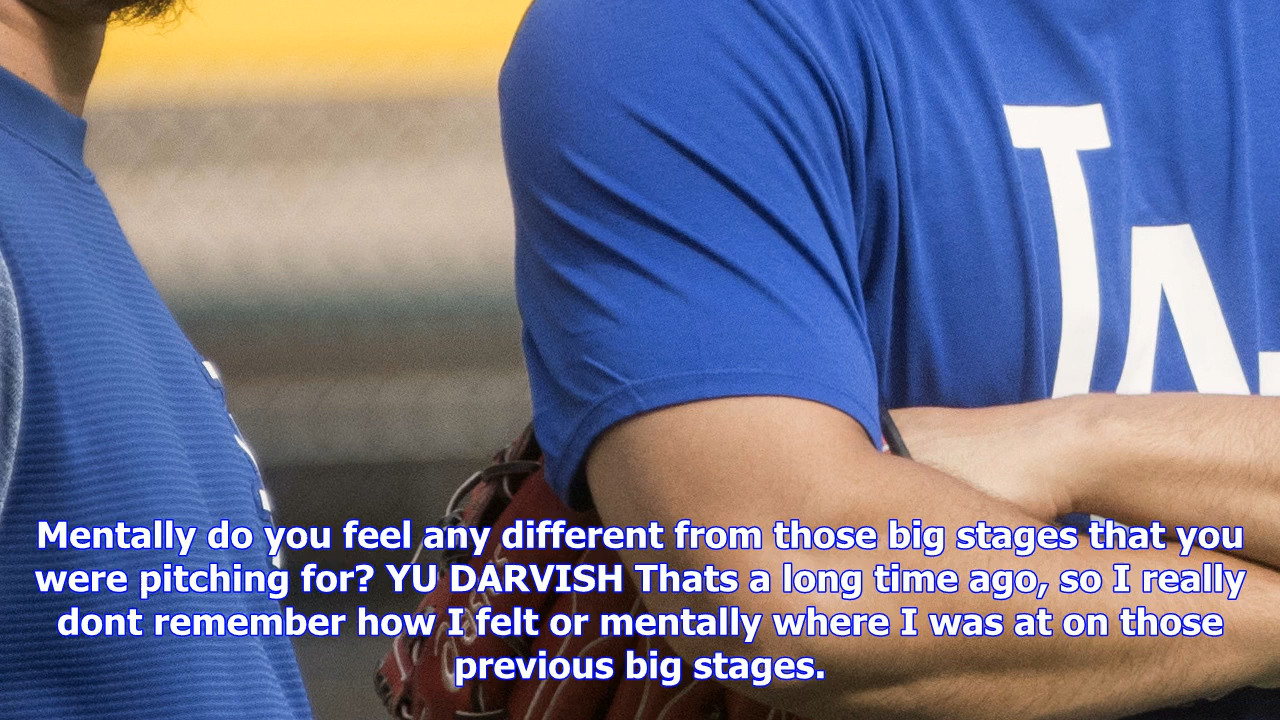 LA
Mentally do you feel any different from those big stages that you
were pitching for? YU DARVISH Thats a long time ago, so I really
dont remember how I felt or mentally where I was at on those
previous big stages.